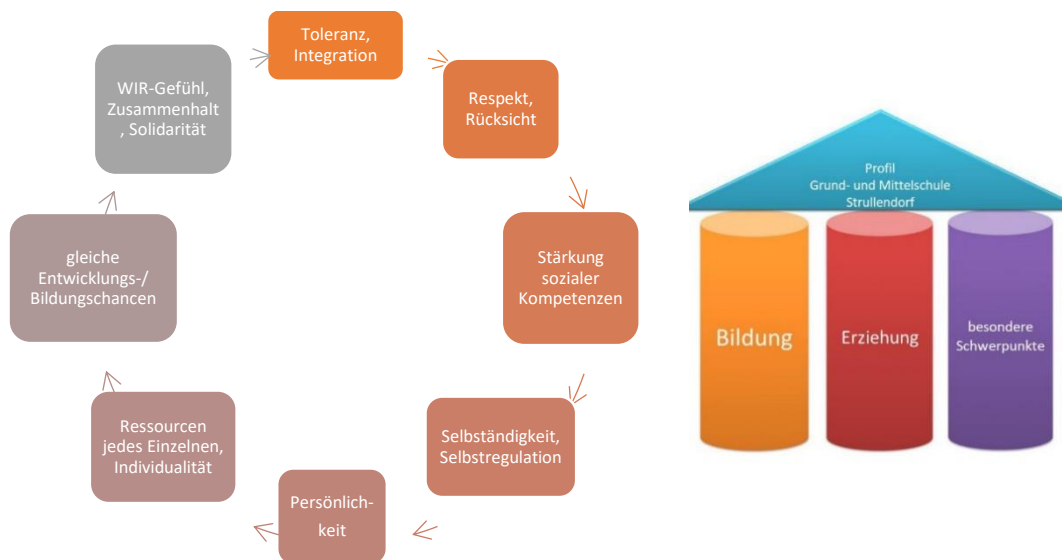 Toleranz,
Integration
Respekt,
Rücksicht
Stärkung
sozialer
Kompetenzen
Selbständigkeit,
Selbstregulation
Persönlich-
keit
Ressourcen
jedes Einzelnen,
Individualität
gleiche
Entwicklungs-/
Bildungschancen
WIR-Gefühl,
Zusammenhalt
, Solidarität
Profil
Grund- und Mittelschule
Strullendorf
Bildung
Erziehung
besondere
Schwerpunkte